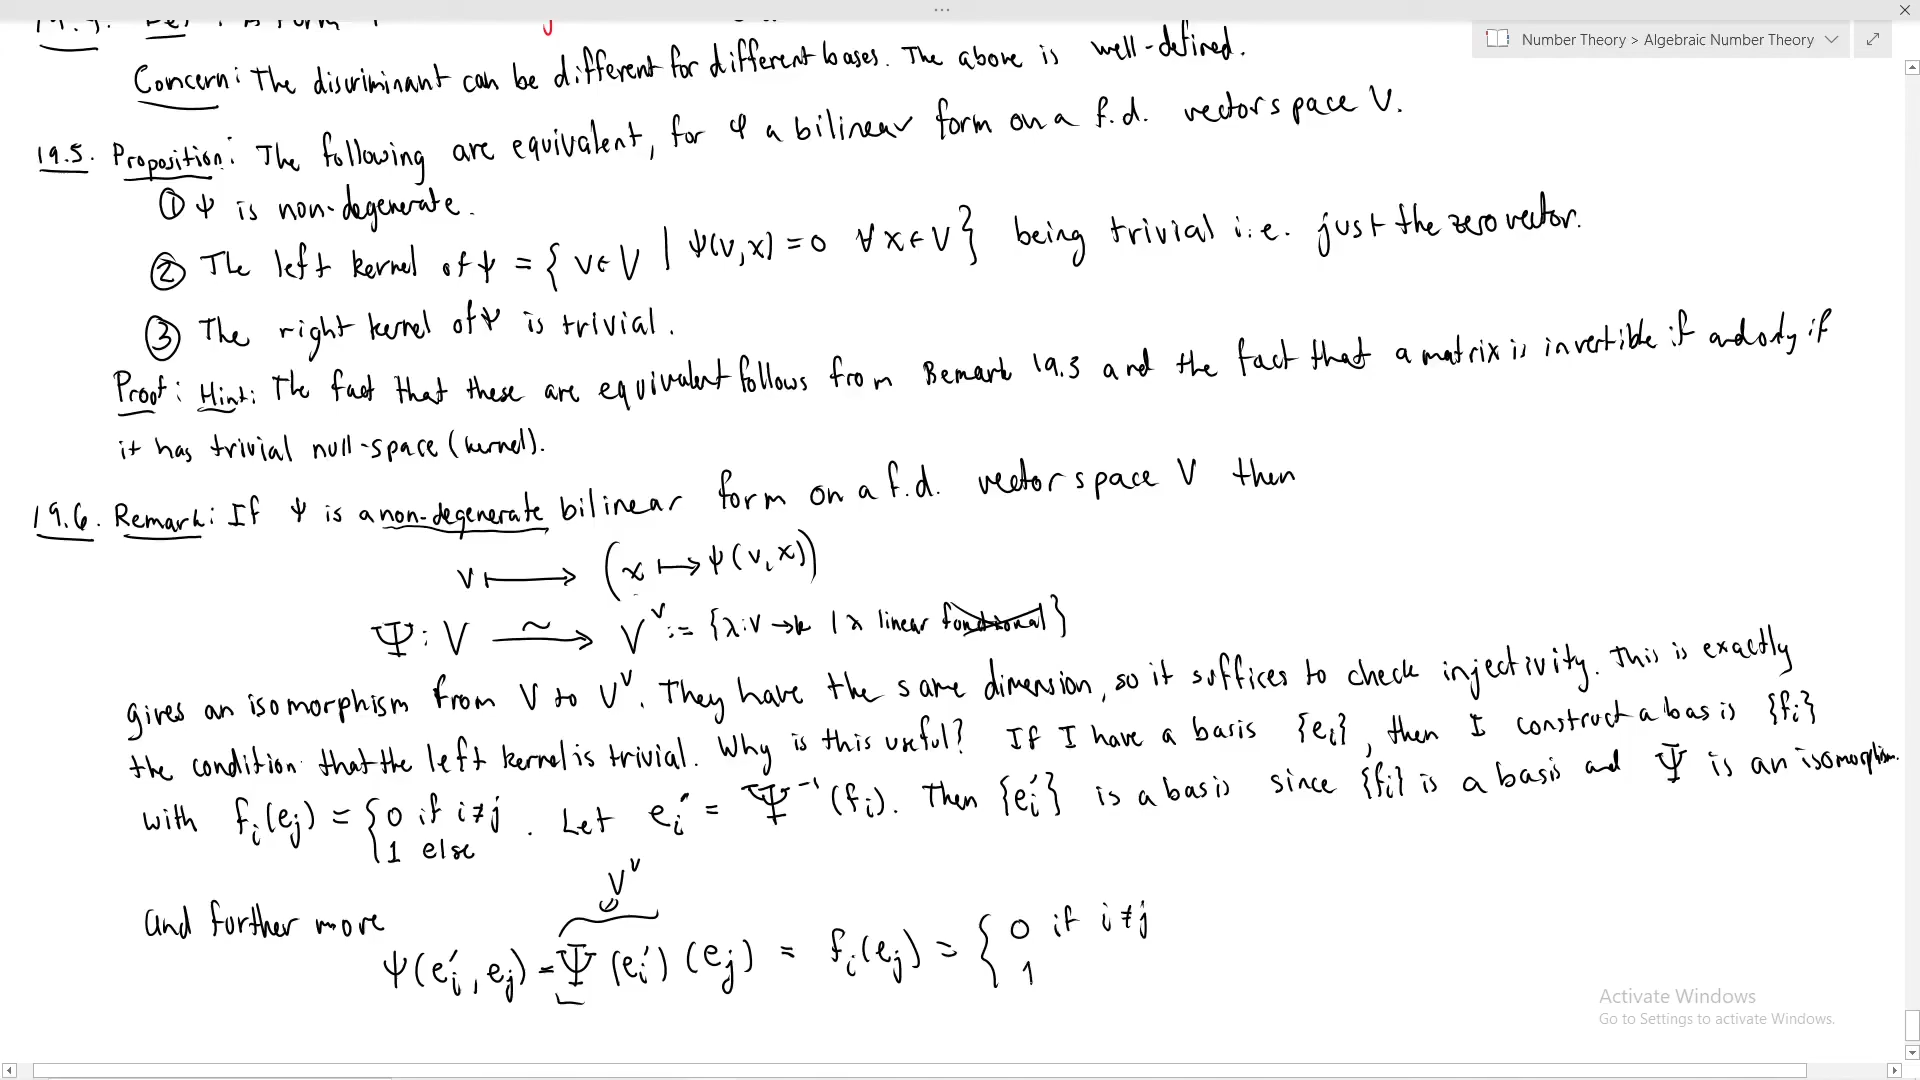 Number Theory > Algebraic Number Theory
Concern: The discriminant can be different for different bases. The above is well-defined.
19.5. Proposition: The following are equivalent, for ψ a bilinear form on a f.d. vector space V.
① ψ is non-degenerate.
② The left kernel of ψ = { v ∈ V | ψ(v,x) = 0 ∀ x ∈ V } being trivial i.e. just the zero vector.
③ The right kernel of ψ is trivial.
Proof: Hint: The fact that these are equivalent follows from Remark 19.3 and the fact that a matrix is invertible if and only if
it has trivial null-space (kernel).
19.6. Remark: If ψ is a non-degenerate bilinear form on a f.d. vector space V then
v ⟼ (x ⟼ ψ(v,x))
Ψ : V ⥲ V^∨ := {λ: V → k | λ linear functional}
gives an isomorphism from V to V^∨. They have the same dimension, so it suffices to check injectivity. This is exactly
the condition that the left kernel is trivial. Why is this useful? If I have a basis {e_i}, then I construct a basis {f_i}
with f_i(e_j) = { 0 if i≠j . Let e_i' = Ψ^{-1}(f_i). Then {e_i'} is a basis since {f_i} is a basis and Ψ is an isomorphism.
1 else
V^∨
and further more
ψ(e_i', e_j) = Ψ(e_i')(e_j) = f_i(e_j) = { 0 if i≠j
1
Activate Windows
Go to Settings to activate Windows.